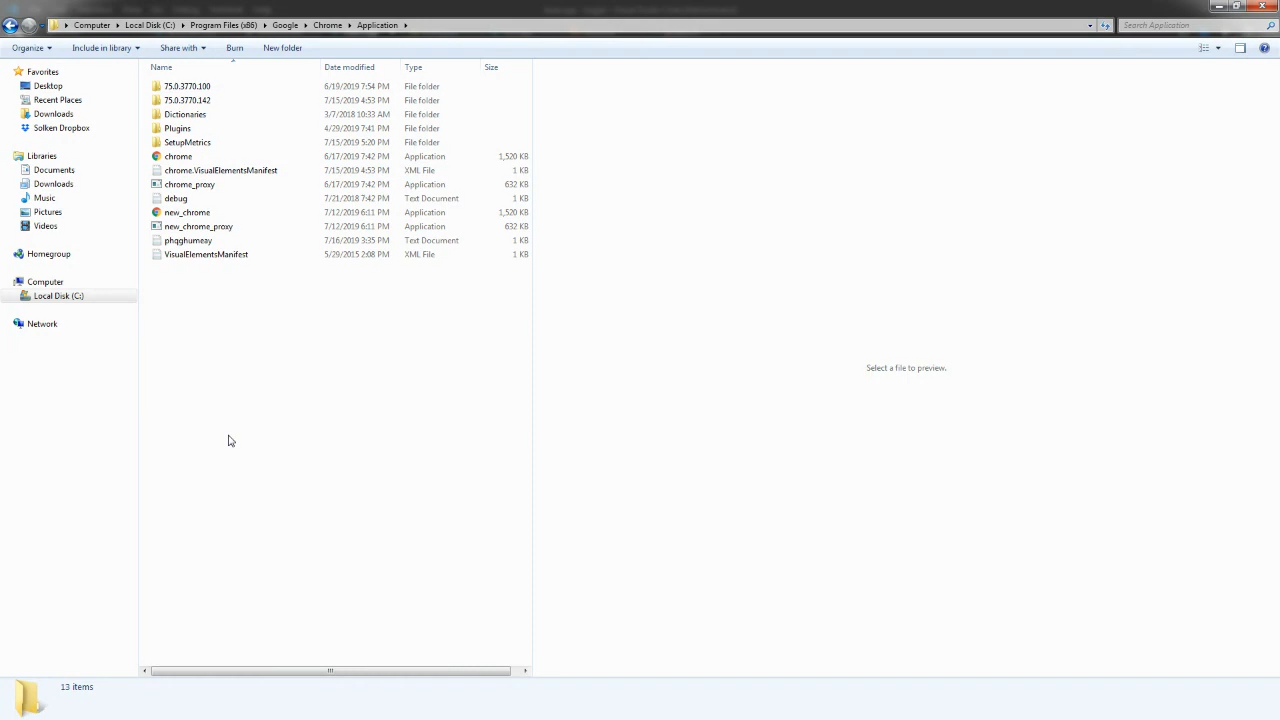 Computer Local Disk (C:) Program Files (x86) Google Chrome Application Search Application
Organize Include in library Share with Burn New folder
Name Date modified Type Size
Favorites
Desktop
Recent Places
Downloads
Solken Dropbox
Libraries
Documents
Downloads
Music
Pictures
Videos
Homegroup
Computer
Local Disk (C:)
Network
75.0.3770.100 6/19/2019 7:54 PM File folder
75.0.3770.142 7/15/2019 4:53 PM File folder
Dictionaries 3/7/2018 10:33 AM File folder
Plugins 4/29/2019 7:41 PM File folder
SetupMetrics 7/15/2019 5:20 PM File folder
chrome 6/17/2019 7:42 PM Application 1,520 KB
chrome.VisualElementsManifest 7/15/2019 4:53 PM XML File 1 KB
chrome_proxy 6/17/2019 7:42 PM Application 632 KB
debug 7/21/2018 7:42 PM Text Document 1 KB
new_chrome 7/12/2019 6:11 PM Application 1,520 KB
new_chrome_proxy 7/12/2019 6:11 PM Application 632 KB
phqghumeay 7/16/2019 3:35 PM Text Document 1 KB
VisualElementsManifest 5/29/2015 2:08 PM XML File 1 KB
Select a file to preview.
13 items